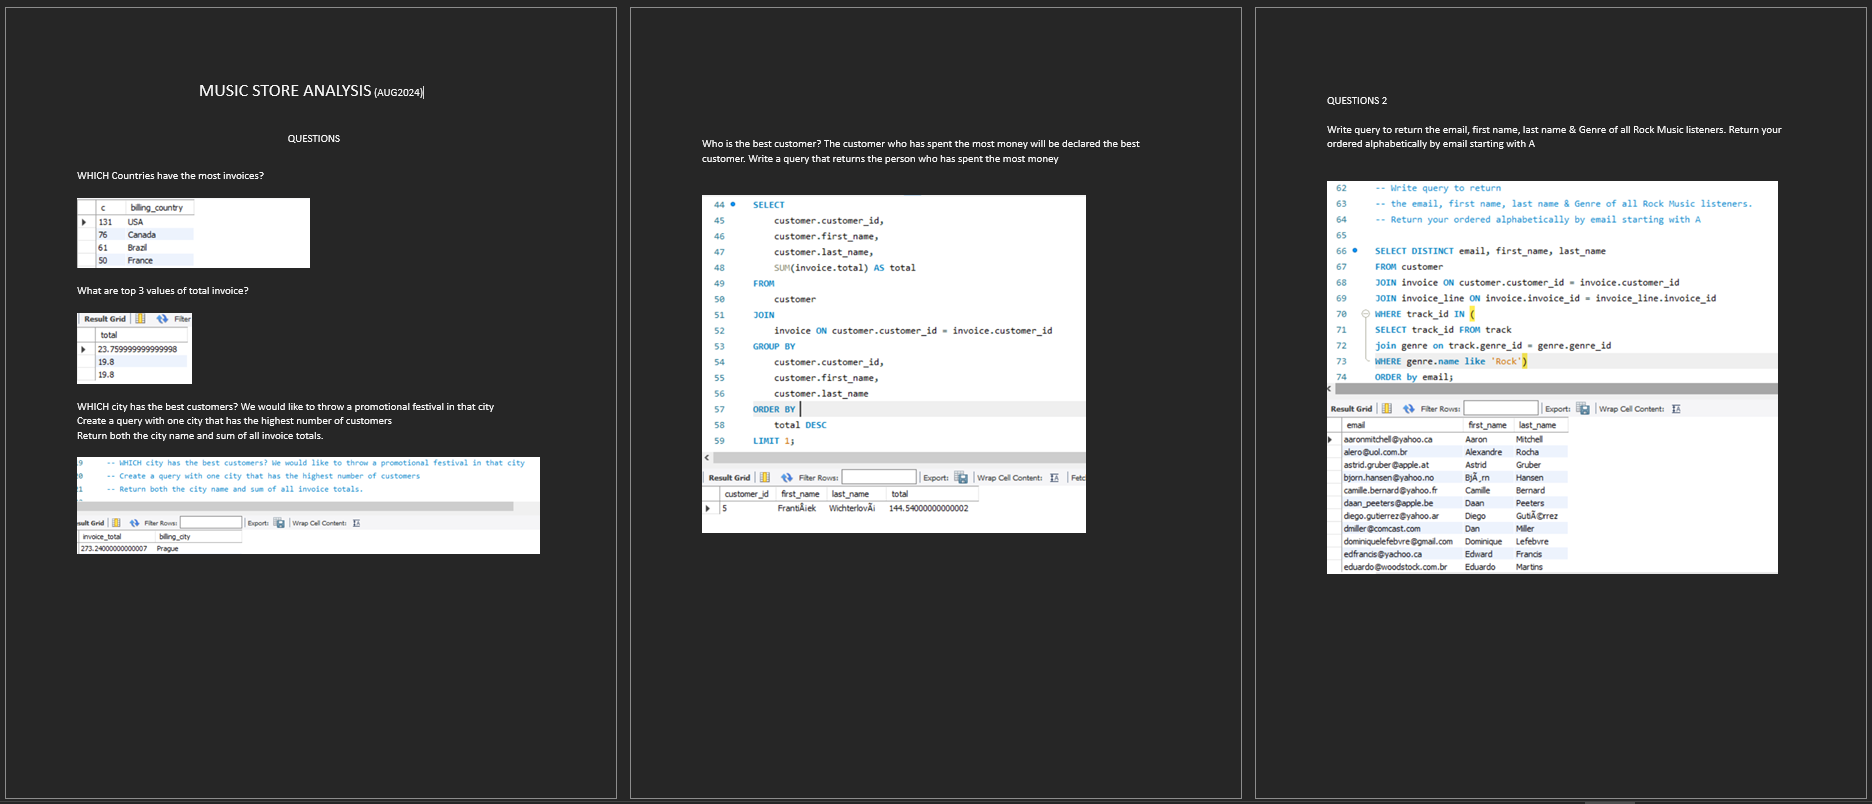 MUSIC STORE ANALYSIS (AUG2024)
QUESTIONS
WHICH Countries have the most invoices?
c billing_country
131 USA
76 Canada
61 Brazil
50 France
What are top 3 values of total invoice?
Result Grid Filter
total
23.759999999999998
19.8
19.8
WHICH city has the best customers? We would like to throw a promotional festival in that city
Create a query with one city that has the highest number of customers
Return both the city name and sum of all invoice totals.
-- WHICH city has the best customers? We would like to throw a promotional festival in that city
-- Create a query with one city that has the highest number of customers
-- Return both the city name and sum of all invoice totals.
sult Grid Filter Rows: Export: Wrap Cell Content:
invoice_total billing_city
273.24000000000007 Prague
Who is the best customer? The customer who has spent the most money will be declared the best
customer. Write a query that returns the person who has spent the most money
44 SELECT
45 customer.customer_id,
46 customer.first_name,
47 customer.last_name,
48 SUM(invoice.total) AS total
49 FROM
50 customer
51 JOIN
52 invoice ON customer.customer_id = invoice.customer_id
53 GROUP BY
54 customer.customer_id,
55 customer.first_name,
56 customer.last_name
57 ORDER BY
58 total DESC
59 LIMIT 1;
Result Grid Filter Rows: Export: Wrap Cell Content: Fetc
customer_id first_name last_name total
5 FrantiÅ¡ek WichterlovÃ¡ 144.54000000000002
QUESTIONS 2
Write query to return the email, first name, last name & Genre of all Rock Music listeners. Return your
ordered alphabetically by email starting with A
62 -- Write query to return
63 -- the email, first name, last name & Genre of all Rock Music listeners.
64 -- Return your ordered alphabetically by email starting with A
65
66 SELECT DISTINCT email, first_name, last_name
67 FROM customer
68 JOIN invoice ON customer.customer_id = invoice.customer_id
69 JOIN invoice_line ON invoice.invoice_id = invoice_line.invoice_id
70 WHERE track_id IN (
71 SELECT track_id FROM track
72 join genre on track.genre_id = genre.genre_id
73 WHERE genre.name like 'Rock')
74 ORDER by email;
Result Grid Filter Rows: Export: Wrap Cell Content:
email first_name last_name
aaronmitchell@yahoo.ca Aaron Mitchell
alero@uol.com.br Alexandre Rocha
astrid.gruber@apple.at Astrid Gruber
bjorn.hansen@yahoo.no BjÃ¸rn Hansen
camille.bernard@yahoo.fr Camille Bernard
daan_peeters@apple.be Daan Peeters
diego.gutierrez@yahoo.ar Diego GutiÃ©rrez
dmiller@comcast.com Dan Miller
dominiquelefebvre@gmail.com Dominique Lefebvre
edfrancis@yachoo.ca Edward Francis
eduardo@woodstock.com.br Eduardo Martins